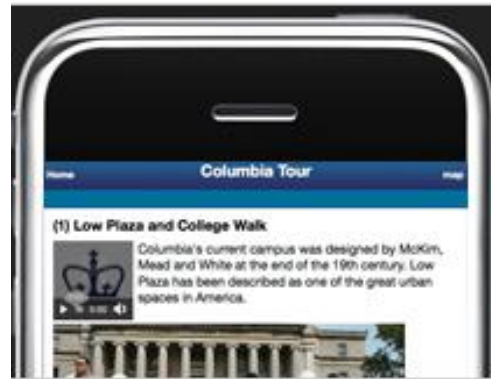 Home Columbia Tour map
(1) Low Plaza and College Walk
Columbia's current campus was designed by McKim,
Mead and White at the end of the 19th century. Low
Plaza has been described as one of the great urban
spaces in America.
0:00